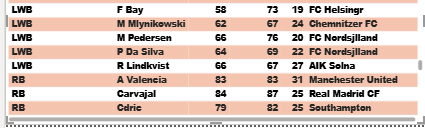 LWB F Bay 58 73 19 FC Helsingr
LWB M Mlynikowski 62 67 24 Chemnitzer FC
LWB M Pedersen 66 76 20 FC Nordsjlland
LWB P Da Silva 64 69 22 FC Nordsjlland
LWB R Lindkvist 66 67 27 AIK Solna
RB A Valencia 83 83 31 Manchester United
RB Carvajal 84 87 25 Real Madrid CF
RB Cdric 79 82 25 Southampton